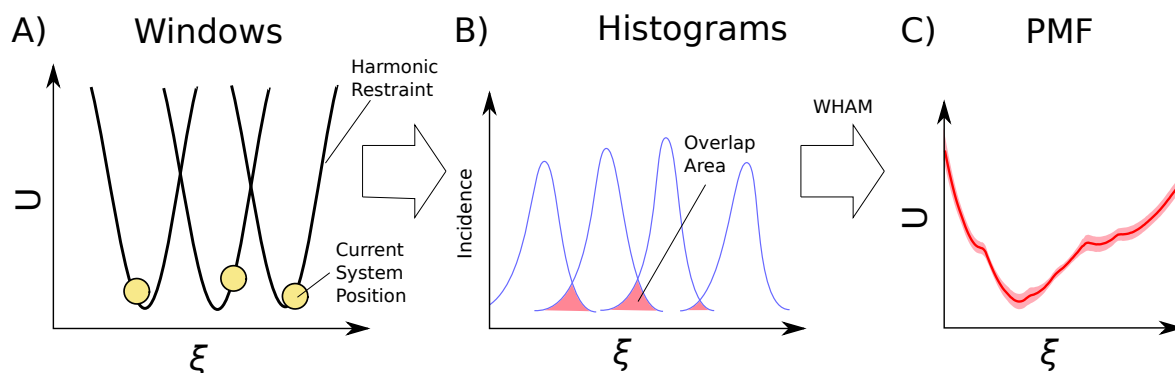 A)
Windows
Harmonic
Restraint
U
Current
System
Position
ξ
B)
Histograms
Incidence
Overlap
Area
ξ
WHAM
C)
PMF
U
ξ